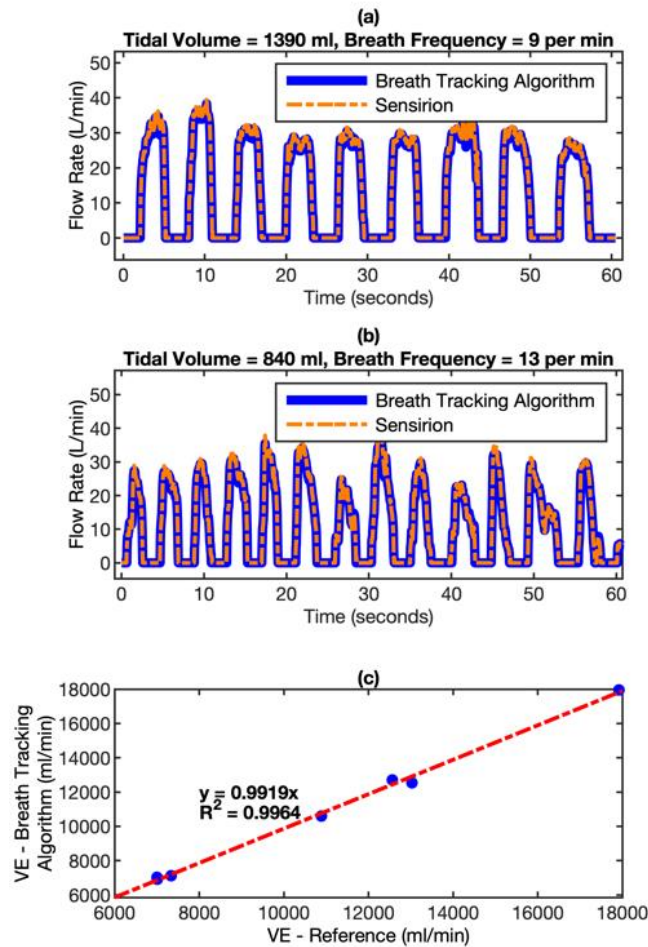 (a)
Tidal Volume = 1390 ml, Breath Frequency = 9 per min
50
40
30
20
10
0
Flow Rate (L/min)
Breath Tracking Algorithm
Sensirion
0 10 20 30 40 50 60
Time (seconds)
(b)
Tidal Volume = 840 ml, Breath Frequency = 13 per min
50
40
30
20
10
0
Flow Rate (L/min)
Breath Tracking Algorithm
Sensirion
0 10 20 30 40 50 60
Time (seconds)
(c)
18000
16000
14000
12000
10000
8000
6000
VE - Breath Tracking
Algorithm (ml/min)
y = 0.9919x
R² = 0.9964
6000 8000 10000 12000 14000 16000 18000
VE - Reference (ml/min)